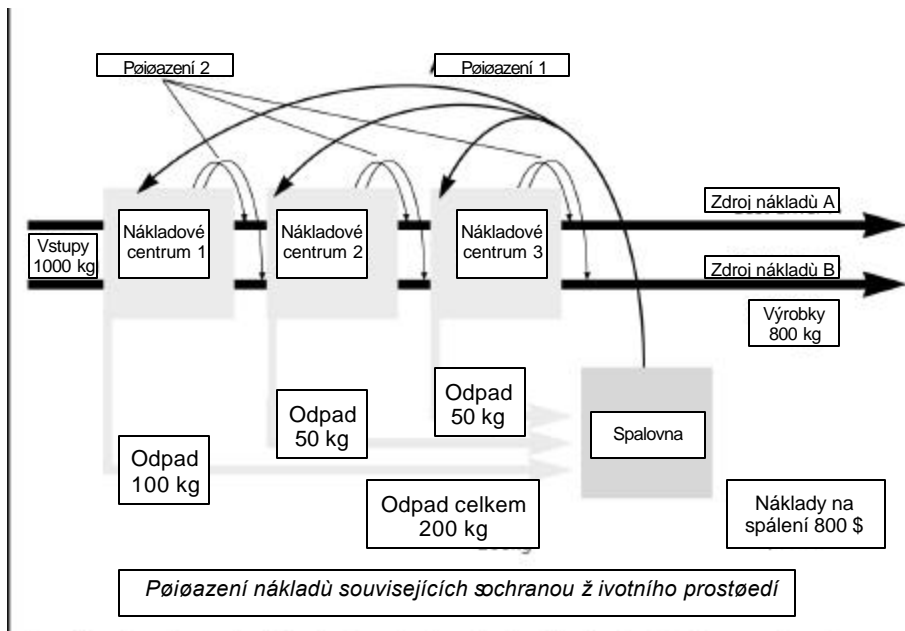 Pøiøazení 2
Pøiøazení 1
Vstupy
1000 kg
Nákladové
centrum 1
Nákladové
centrum 2
Nákladové
centrum 3
Zdroj nákladù A
Zdroj nákladù B
Výrobky
800 kg
Odpad
100 kg
Odpad
50 kg
Odpad
50 kg
Spalovna
Odpad celkem
200 kg
Náklady na
spálení 800 $
Pøiøazení nákladù souvisejících sochranou ž ivotního prostøedí